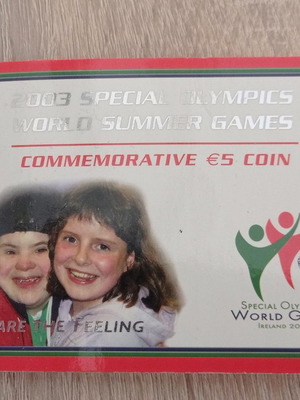 2003 SPECIAL OLYMPICS
WORLD SUMMER GAMES
COMMEMORATIVE €5 COIN
ARE THE FEELING
SPECIAL OLY
WORLD G
IRELAND 20